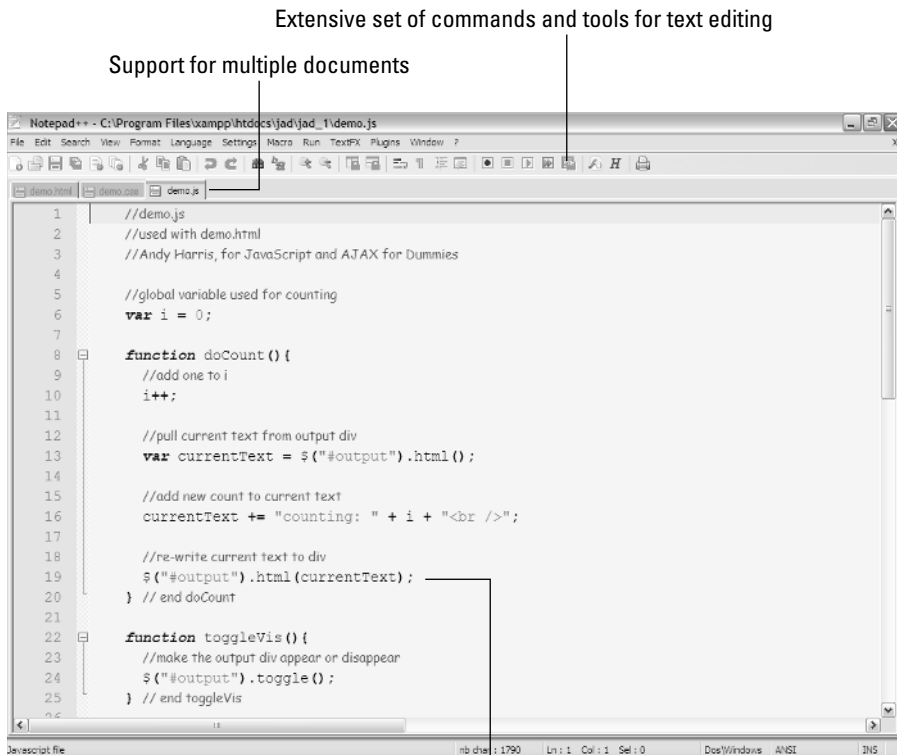 Extensive set of commands and tools for text editing
Support for multiple documents
Notepad++ - C:\Program Files\xampp\htdocs\jad\jad_1\demo.js
File Edit Search View Format Language Settings Macro Run TextFX Plugins Window ?
demo.html demo.css demo.js
1 //demo.js
2 //used with demo.html
3 //Andy Harris, for JavaScript and AJAX for Dummies
4
5 //global variable used for counting
6 var i = 0;
7
8 function doCount(){
9 //add one to i
10 i++;
11
12 //pull current text from output div
13 var currentText = $("#output").html();
14
15 //add new count to current text
16 currentText += "counting: " + i + "<br />";
17
18 //re-write current text to div
19 $("#output").html(currentText);
20 } // end doCount
21
22 function toggleVis(){
23 //make the output div appear or disappear
24 $("#output").toggle();
25 } // end toggleVis
26
Javascript file nb char : 1790 Ln : 1 Col : 1 Sel : 0 Dos\Windows ANSI INS